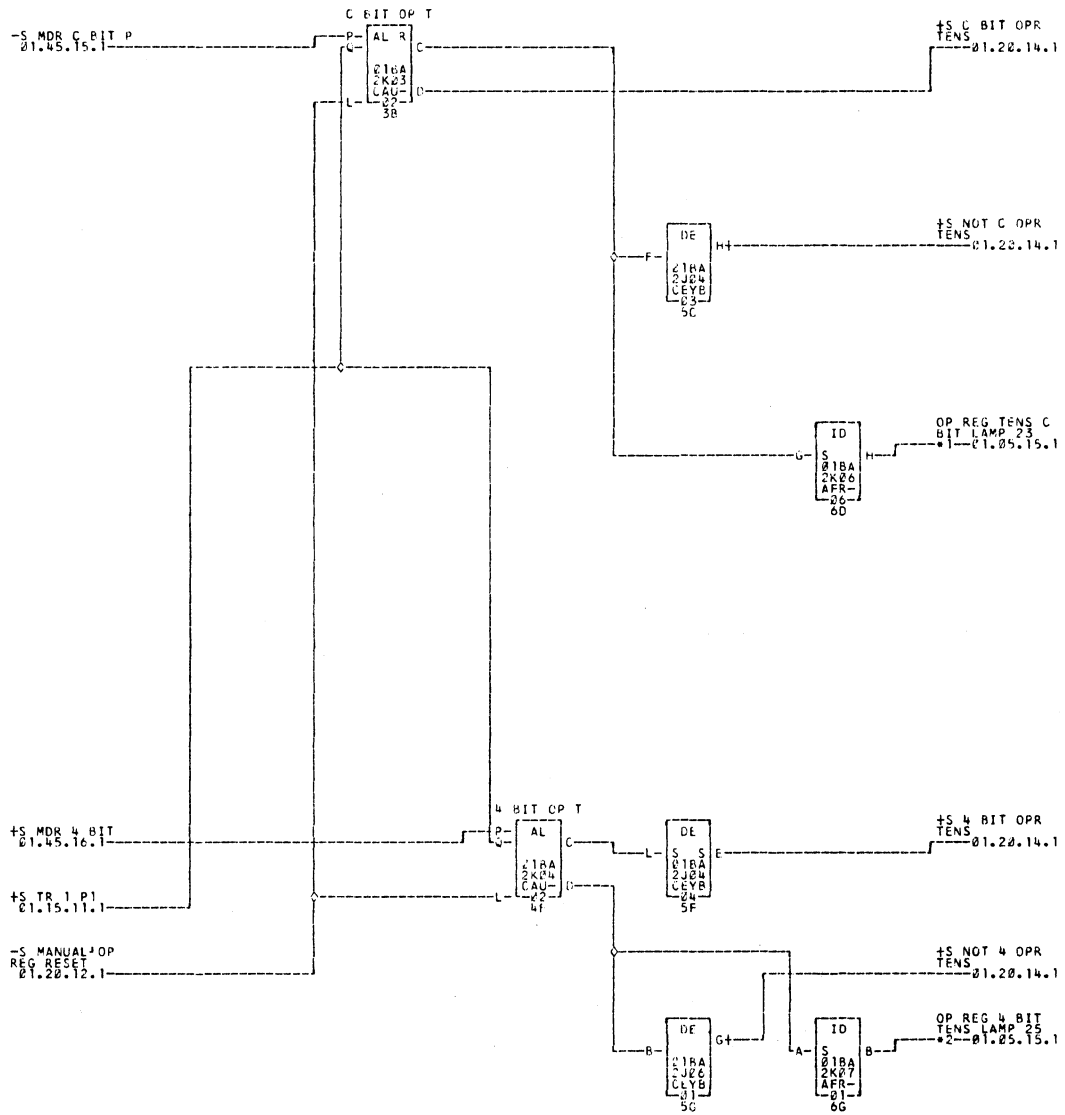 C BIT OP T
-S MDR C BIT P
01.45.15.1
P
Q
AL R
C
01BA
2K03
CAU-
D
L
02
3B
+S C BIT OPR
TENS
01.20.14.1
DE
H+
F
01BA
2J04
CEYB
03
5C
+S NOT C OPR
TENS
01.20.14.1
ID
G
S
H
01BA
2K06
AFR-
06
6D
OP REG TENS C
BIT LAMP 23
•1—01.05.15.1
4 BIT OP T
+S MDR 4 BIT
01.45.16.1
P
Q
AL
C
01BA
2K04
CAU-
D
L
02
4F
DE
L
S S
E
01BA
2J04
CEYB
04
5F
+S 4 BIT OPR
TENS
01.20.14.1
+S TR 1 P1
01.15.11.1
-S MANUAL OP
REG RESET
01.20.12.1
+S NOT 4 OPR
TENS
01.20.14.1
DE
G+
B
01BA
2J06
CEYB
01
5G
ID
A
S
B
01BA
2K07
AFR-
01
6G
OP REG 4 BIT
TENS LAMP 25
•2—01.05.15.1